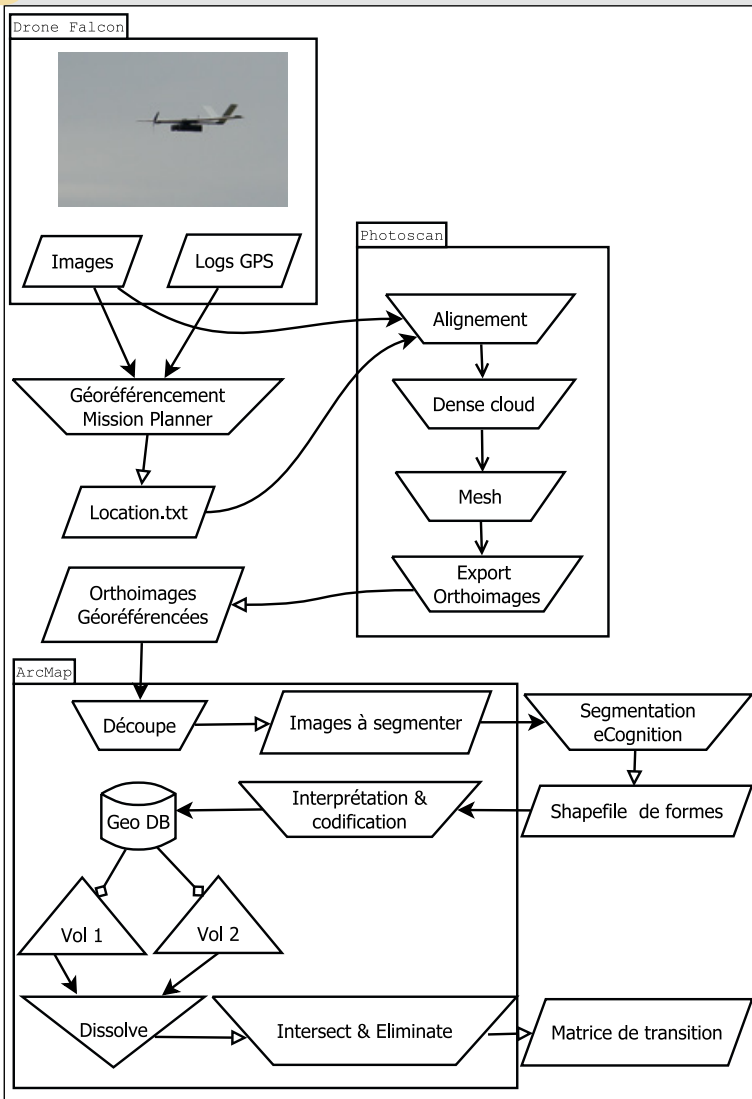 Drone Falcon
Images
Logs GPS
Photoscan
Alignement
Géoréférencement
Mission Planner
Dense cloud
Location.txt
Mesh
Export
Orthoimages
Orthoimages
Géoréférencées
ArcMap
Découpe
Images à segmenter
Segmentation
eCognition
Geo DB
Interprétation &
codification
Shapefile de formes
Vol 1
Vol 2
Dissolve
Intersect & Eliminate
Matrice de transition